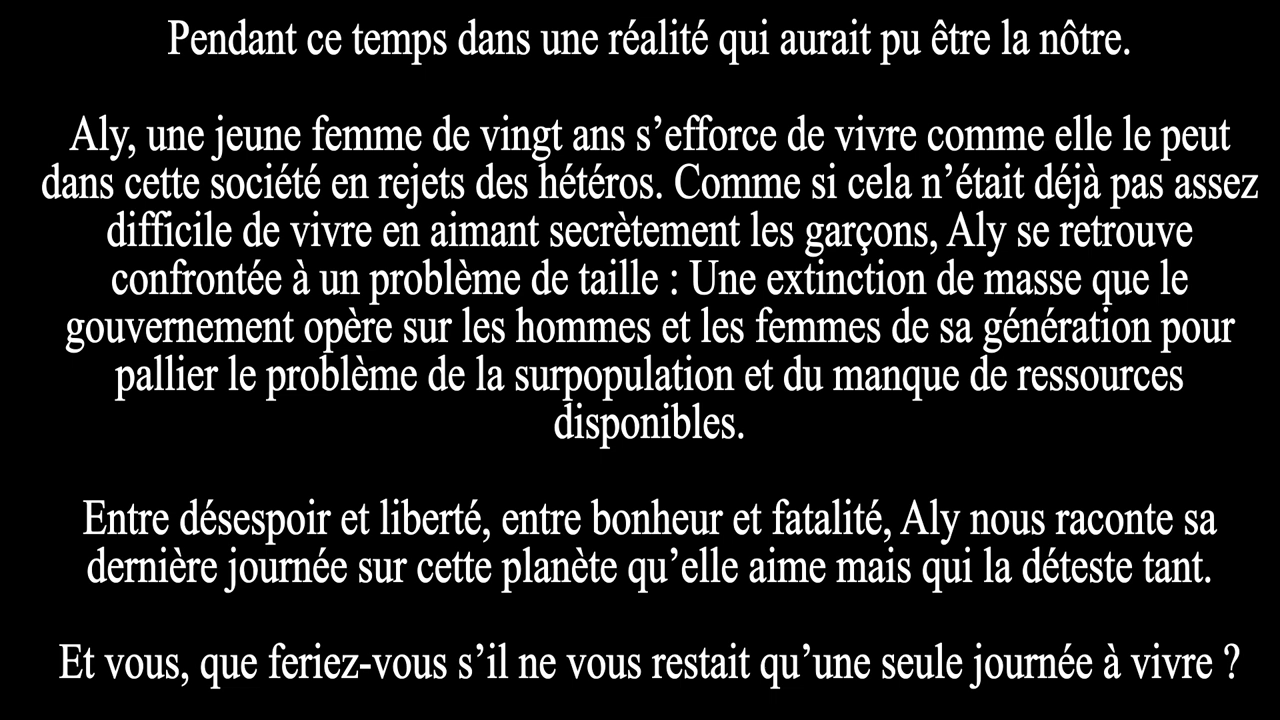 Pendant ce temps dans une réalité qui aurait pu être la nôtre.
Aly, une jeune femme de vingt ans s’efforce de vivre comme elle le peut
dans cette société en rejets des hétéros. Comme si cela n’était déjà pas assez
difficile de vivre en aimant secrètement les garçons, Aly se retrouve
confrontée à un problème de taille : Une extinction de masse que le
gouvernement opère sur les hommes et les femmes de sa génération pour
pallier le problème de la surpopulation et du manque de ressources
disponibles.
Entre désespoir et liberté, entre bonheur et fatalité, Aly nous raconte sa
dernière journée sur cette planète qu’elle aime mais qui la déteste tant.
Et vous, que feriez-vous s’il ne vous restait qu’une seule journée à vivre ?